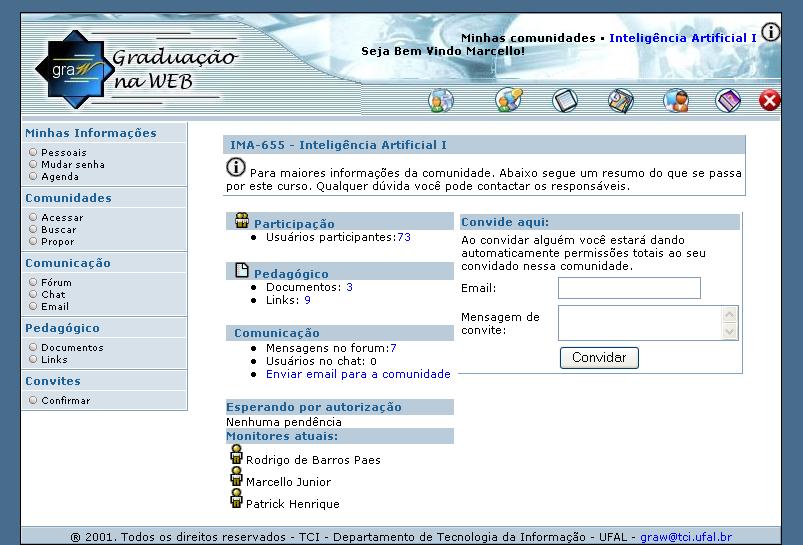 Minhas comunidades • Inteligência Artificial I
Seja Bem Vindo Marcello!
graW
Graduação
na WEB
Minhas Informações
Pessoais
Mudar senha
Agenda
Comunidades
Acessar
Buscar
Propor
Comunicação
Fórum
Chat
Email
Pedagógico
Documentos
Links
Convites
Confirmar
IMA-655 - Inteligência Artificial I
Para maiores informações da comunidade. Abaixo segue um resumo do que se passa
por este curso. Qualquer dúvida você pode contactar os responsáveis.
Participação
• Usuários participantes:73
Pedagógico
• Documentos: 3
• Links: 9
Comunicação
• Mensagens no forum:7
• Usuários no chat: 0
• Enviar email para a comunidade
Esperando por autorização
Nenhuma pendência
Monitores atuais:
Rodrigo de Barros Paes
Marcello Junior
Patrick Henrique
Convide aqui:
Ao convidar alguém você estará dando
automaticamente permissões totais ao seu
convidado nessa comunidade.
Email:
Mensagem de
convite:
Convidar
® 2001. Todos os direitos reservados - TCI - Departamento de Tecnologia da Informação - UFAL - graw@tci.ufal.br